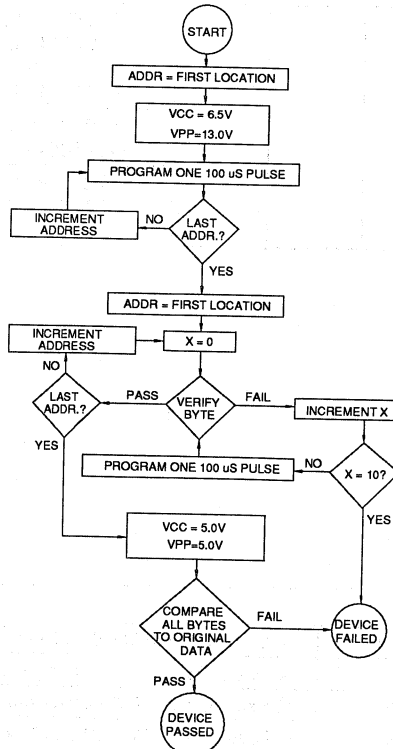 START
ADDR = FIRST LOCATION
VCC = 6.5V
VPP=13.0V
PROGRAM ONE 100 uS PULSE
INCREMENT
ADDRESS
NO
LAST
ADDR.?
YES
ADDR = FIRST LOCATION
INCREMENT
ADDRESS
X = 0
NO
LAST
ADDR.?
PASS
VERIFY
BYTE
FAIL
INCREMENT X
YES
PROGRAM ONE 100 uS PULSE
NO
X = 10?
YES
VCC = 5.0V
VPP=5.0V
COMPARE
ALL BYTES
TO ORIGINAL
DATA
FAIL
DEVICE
FAILED
PASS
DEVICE
PASSED